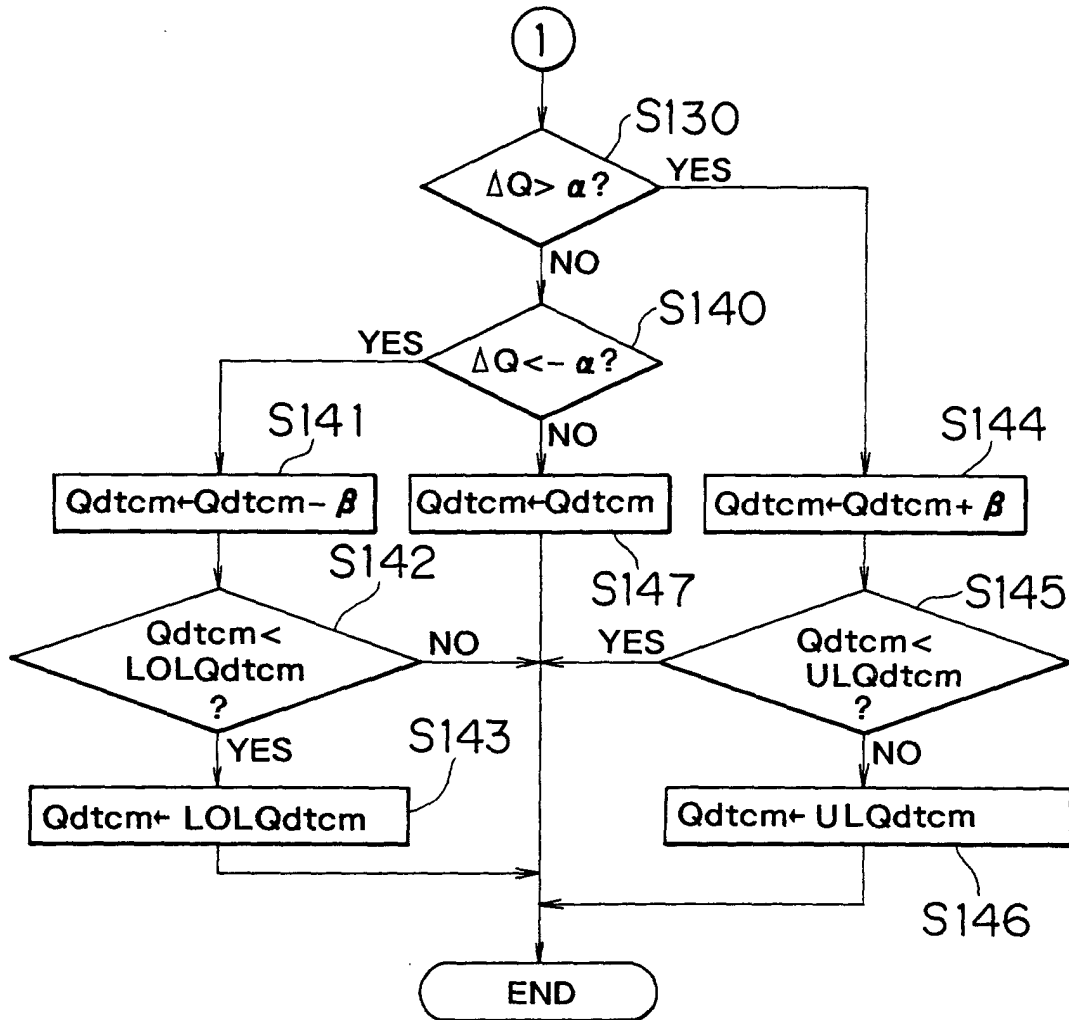 1
S130
ΔQ> α?
YES
NO
S140
YES
ΔQ<- α?
NO
S141
S144
Qdtcm←Qdtcm- β
Qdtcm←Qdtcm
Qdtcm←Qdtcm+ β
S142
S147
S145
Qdtcm<
LOLQdtcm
?
NO
YES
Qdtcm<
ULQdtcm
?
YES
S143
NO
Qdtcm← LOLQdtcm
Qdtcm← ULQdtcm
S146
END